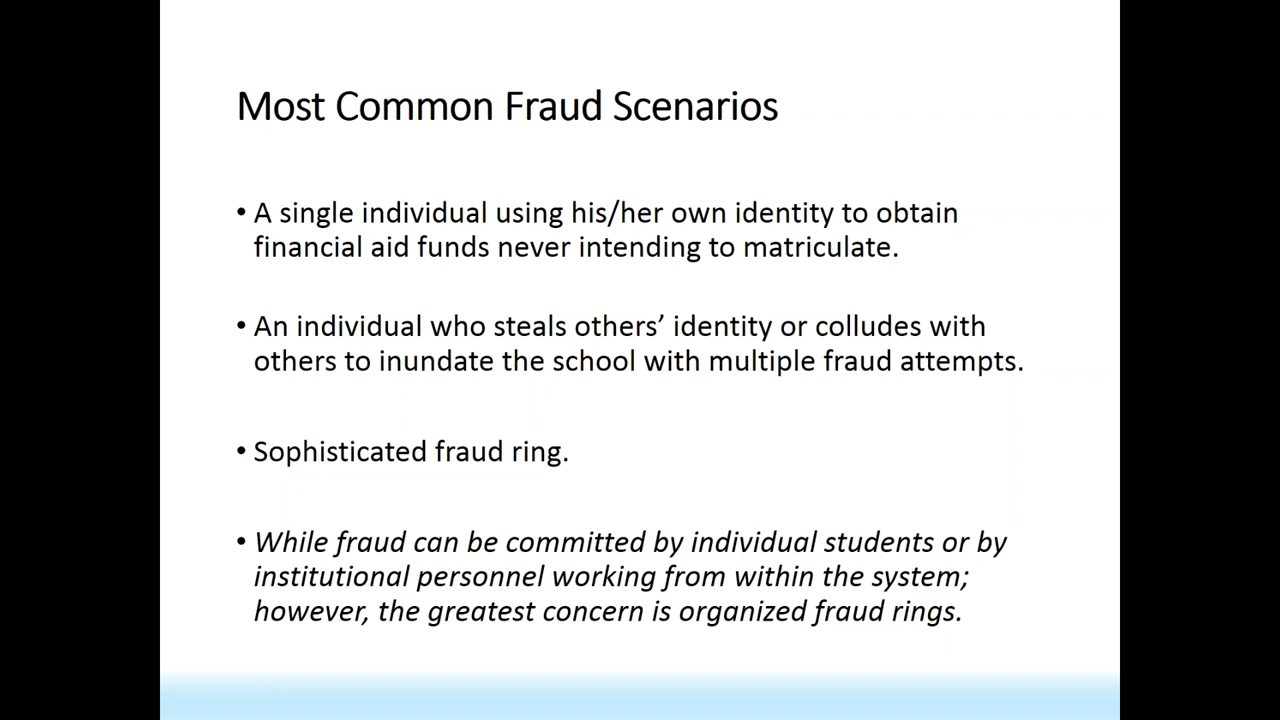 Most Common Fraud Scenarios
• A single individual using his/her own identity to obtain
financial aid funds never intending to matriculate.
• An individual who steals others’ identity or colludes with
others to inundate the school with multiple fraud attempts.
• Sophisticated fraud ring.
• While fraud can be committed by individual students or by
institutional personnel working from within the system;
however, the greatest concern is organized fraud rings.